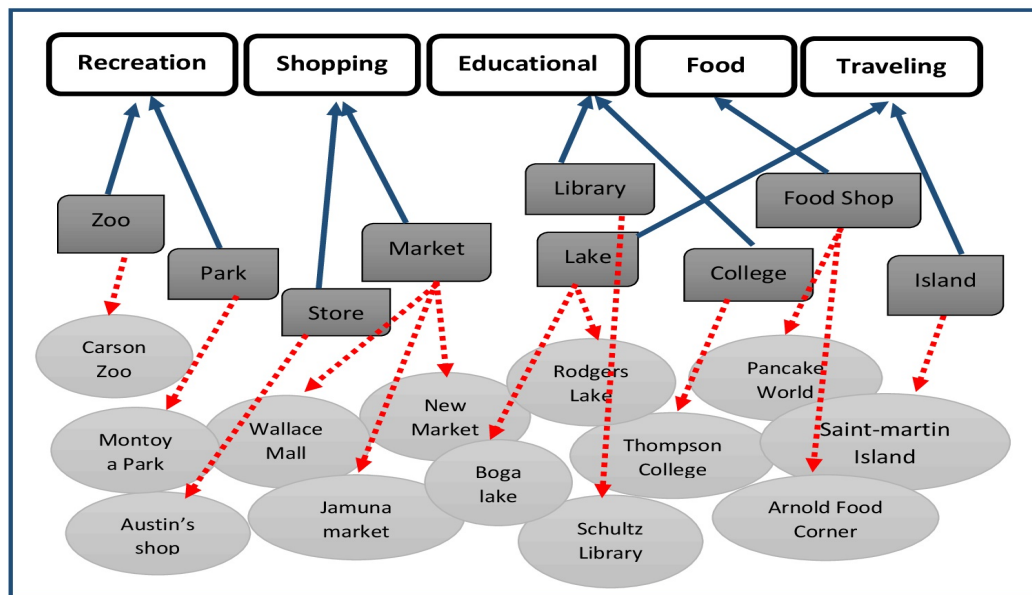 Recreation
Shopping
Educational
Food
Traveling
Library
Food Shop
Zoo
Market
Park
Lake
College
Island
Store
Carson
Zoo
Rodgers
Lake
Pancake
World
New
Market
Montoy
a Park
Wallace
Mall
Thompson
College
Saint-martin
Island
Boga
lake
Austin’s
shop
Jamuna
market
Schultz
Library
Arnold Food
Corner